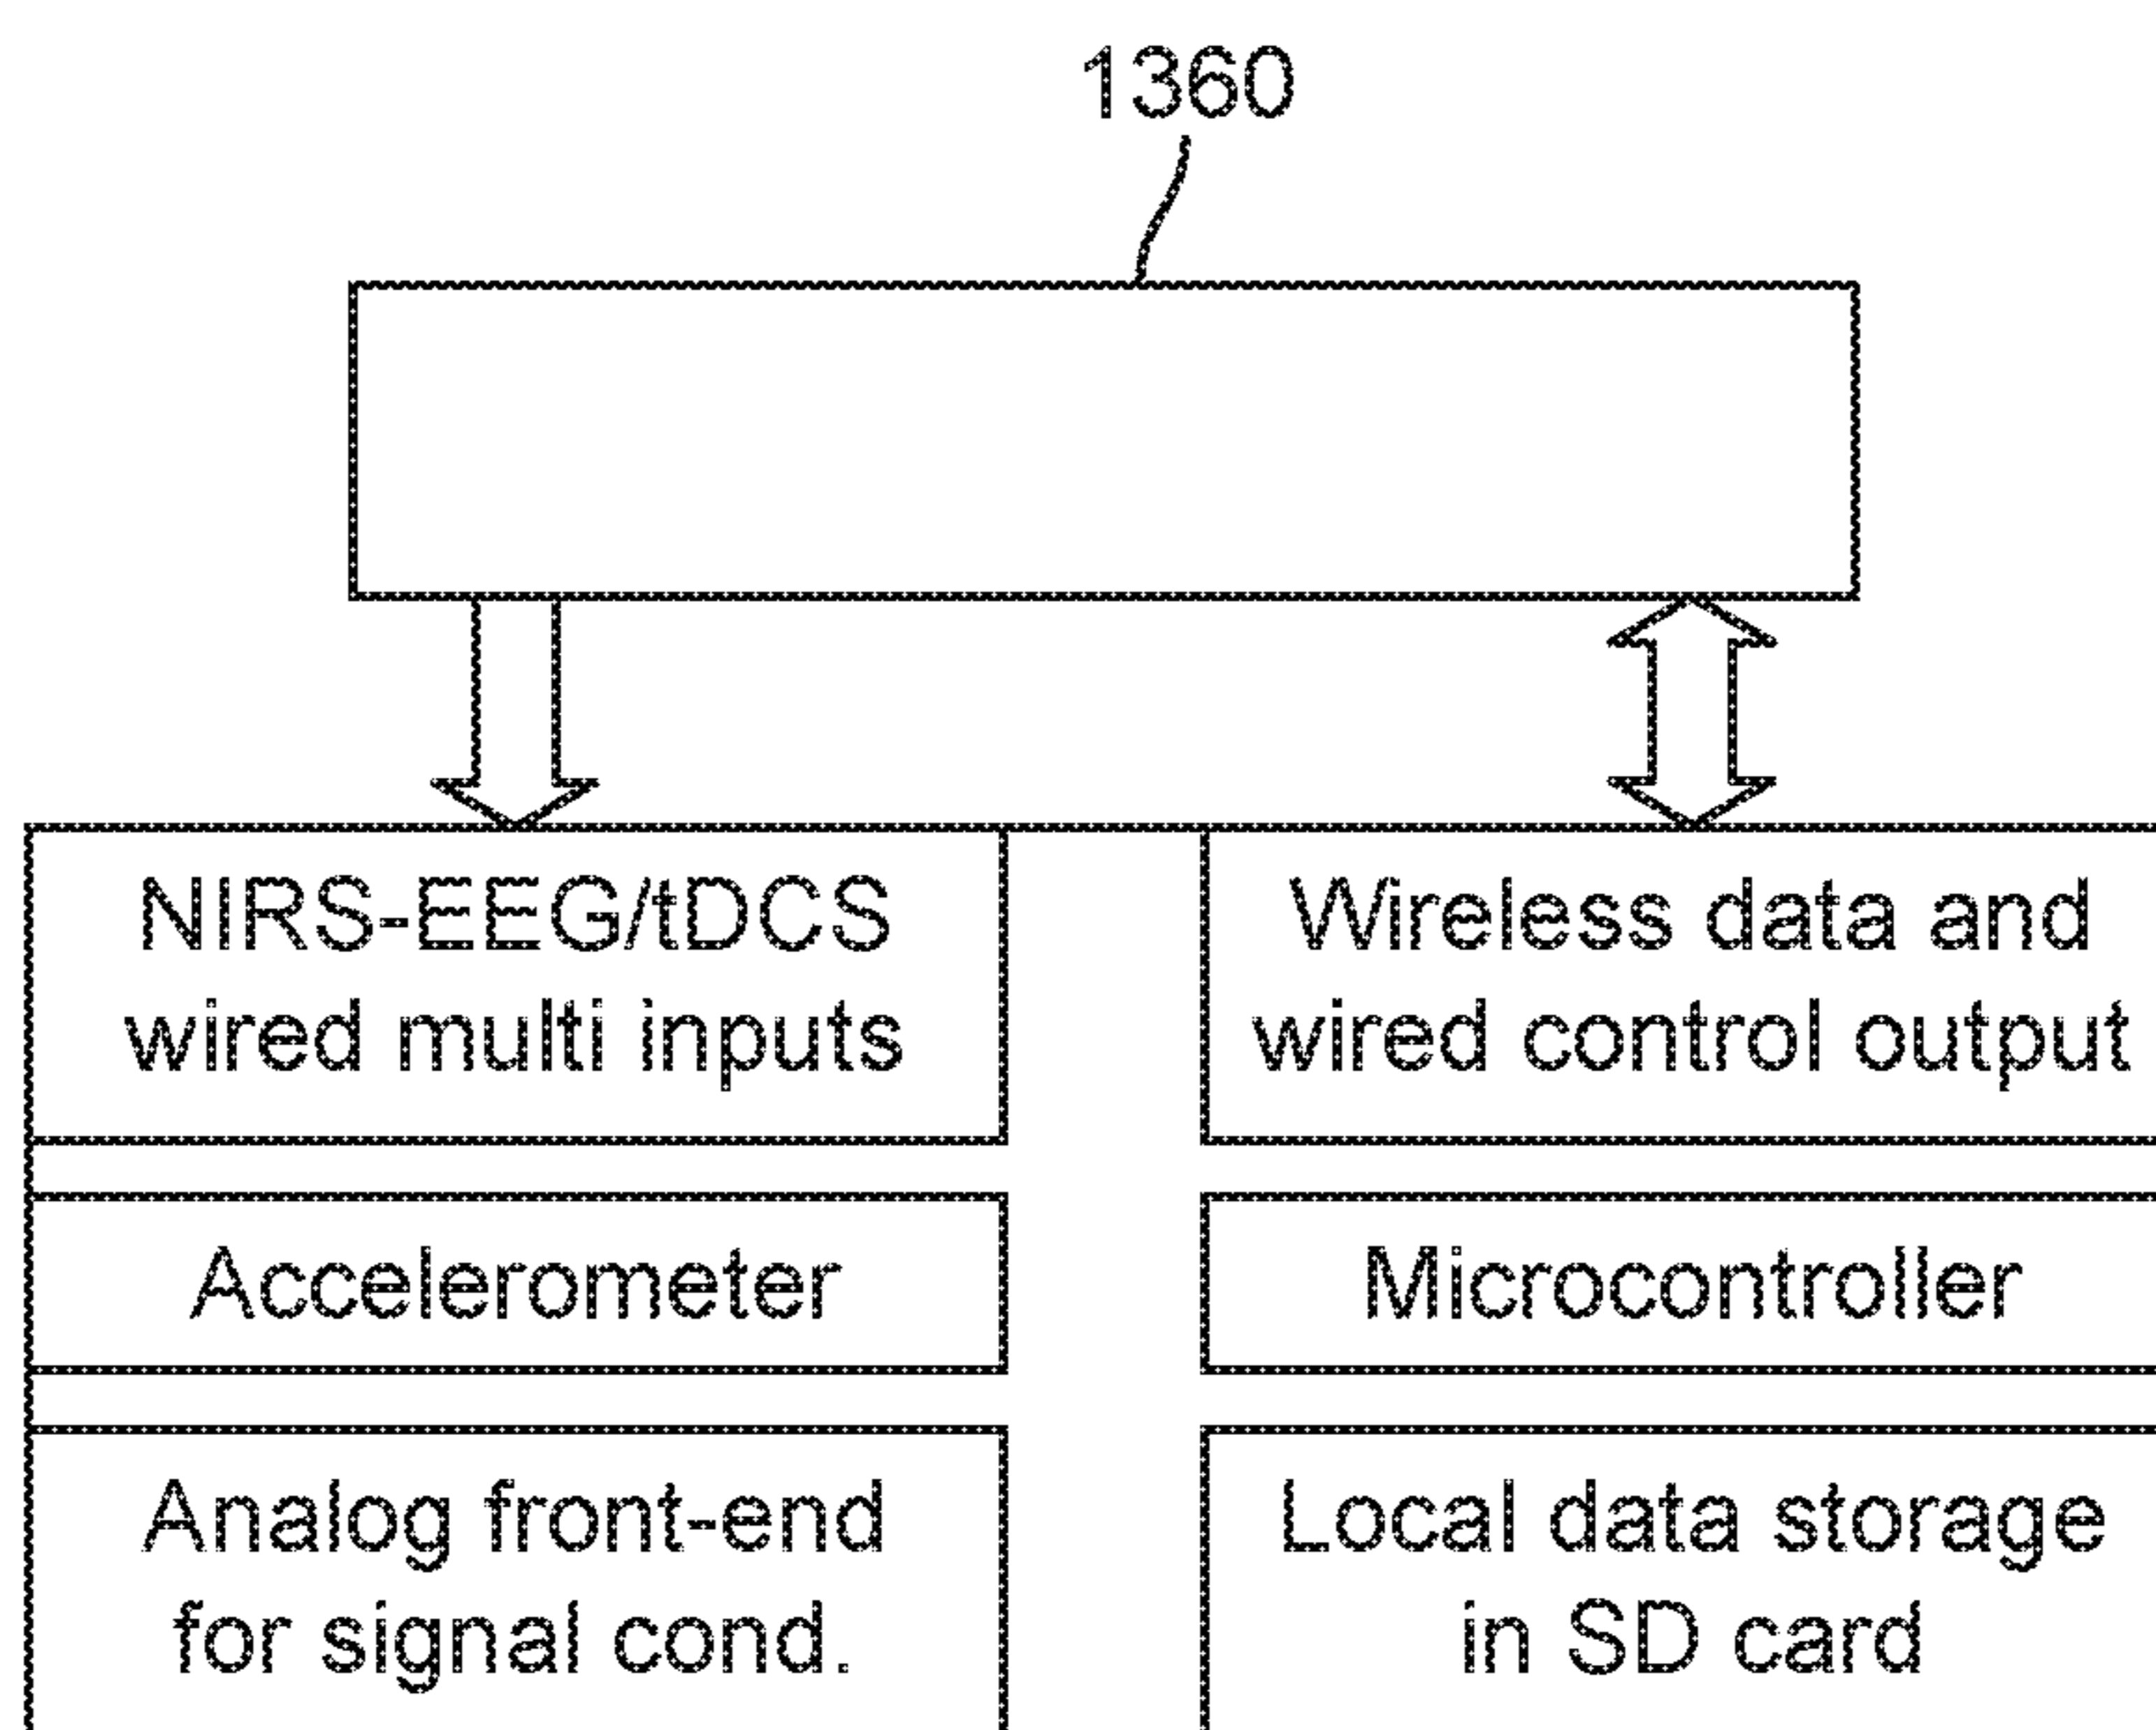 1360
NIRS-EEG/tDCS
wired multi inputs
Wireless data and
wired control output
Accelerometer
Microcontroller
Analog front-end
for signal cond.
Local data storage
in SD card